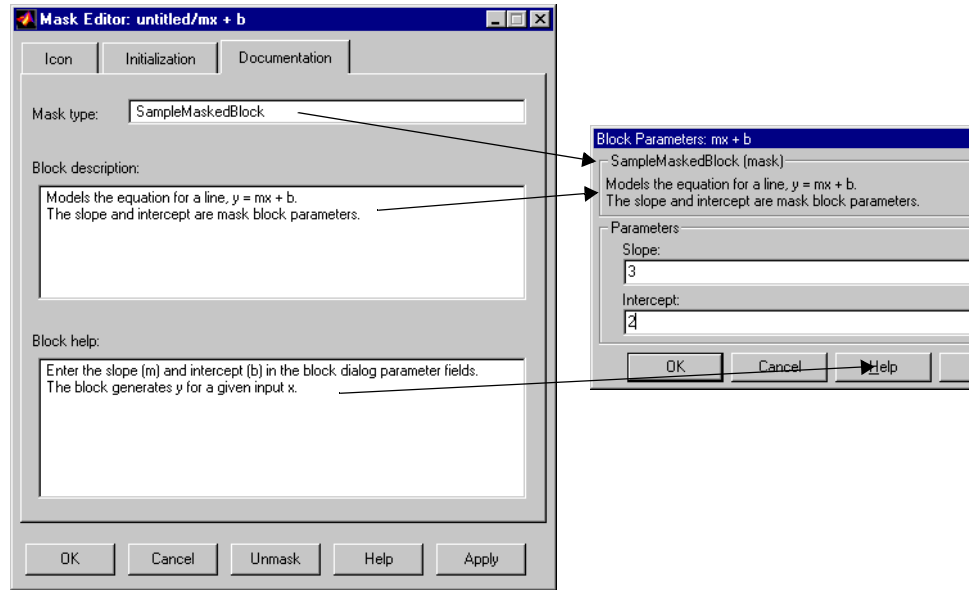 Mask Editor: untitled/mx + b
Icon
Initialization
Documentation
Mask type:
SampleMaskedBlock
Block description:
Models the equation for a line, y = mx + b.
The slope and intercept are mask block parameters.
Block help:
Enter the slope (m) and intercept (b) in the block dialog parameter fields.
The block generates y for a given input x.
OK
Cancel
Unmask
Help
Apply
Block Parameters: mx + b
SampleMaskedBlock (mask)
Models the equation for a line, y = mx + b.
The slope and intercept are mask block parameters.
Parameters
Slope:
3
Intercept:
2
OK
Cancel
Help